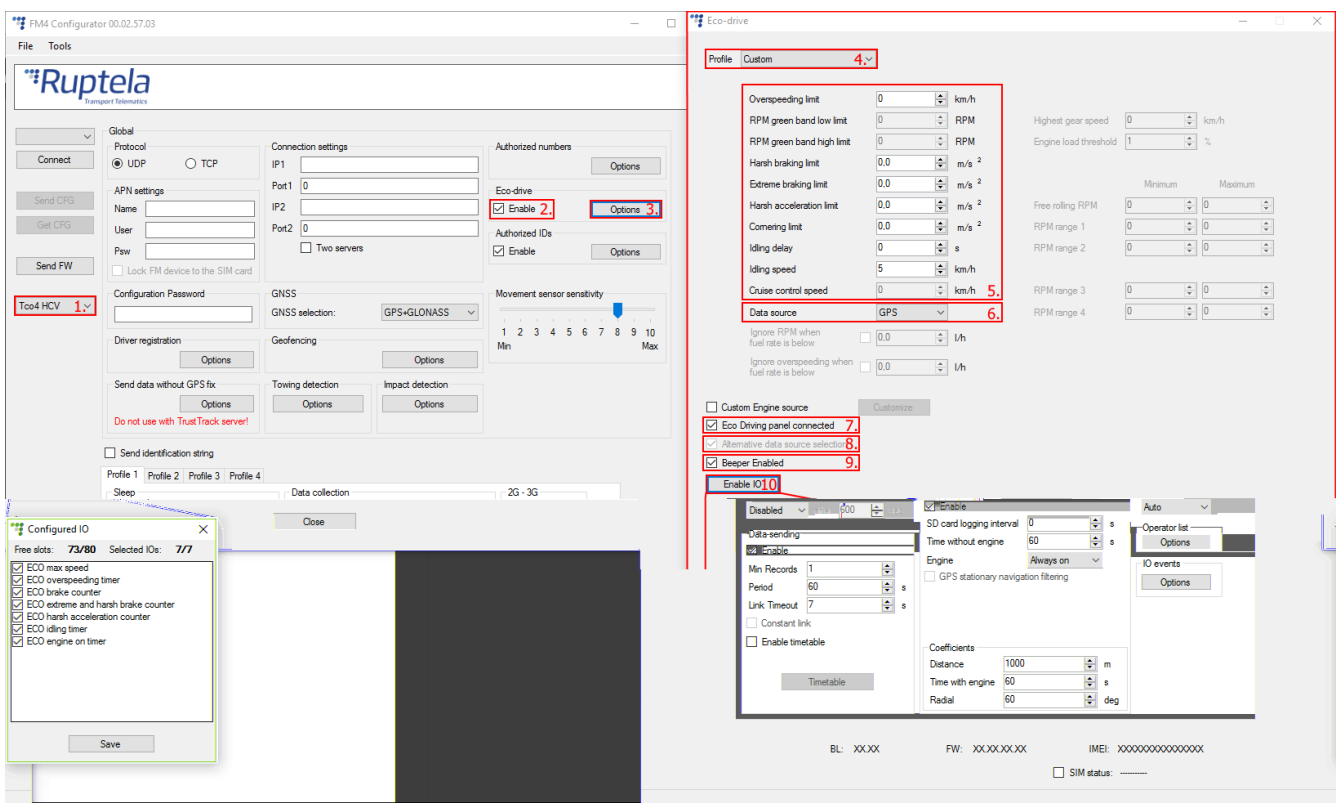 FM4 Configurator 00.02.57.03
File Tools
Ruptela
Transport Telematics
Connect
Send CFG
Get CFG
Send FW
Tco4 HCV 1.
Global
Protocol
UDP TCP
APN settings
Name
User
Psw
Lock FM device to the SIM card
Connection settings
IP1
Port1 0
IP2
Port2 0
Two servers
Authorized numbers
Options
Eco-drive
Enable 2. Options 3.
Authorized IDs
Enable Options
Configuration Password
GNSS
GNSS selection: GPS+GLONASS
Movement sensor sensitivity
1 2 3 4 5 6 7 8 9 10
Min Max
Driver registration
Options
Geofencing
Options
Send data without GPS fix
Options
Do not use with TrustTrack server!
Towing detection
Options
Impact detection
Options
Send identification string
Profile 1 Profile 2 Profile 3 Profile 4
Sleep Data collection 2G - 3G
Close
Configured IO
Free slots: 73/80 Selected IOs: 7/7
ECO max speed
ECO overspeeding timer
ECO brake counter
ECO extreme and harsh brake counter
ECO harsh acceleration counter
ECO idling timer
ECO engine on timer
Save
Eco-drive
Profile Custom 4.
Overspeeding limit 0 km/h
RPM green band low limit 0 RPM
RPM green band high limit 0 RPM
Harsh braking limit 0,0 m/s 2
Extreme braking limit 0,0 m/s 2
Harsh acceleration limit 0,0 m/s 2
Cornering limit 0,0 m/s 2
Idling delay 0 s
Idling speed 5 km/h
Cruise control speed 0 km/h 5.
Data source GPS 6.
Ignore RPM when
fuel rate is below 0,0 l/h
Ignore overspeeding when
fuel rate is below 0,0 l/h
Highest gear speed 0 km/h
Engine load threshold 1 %
Minimum Maximum
Free rolling RPM 0 0
RPM range 1 0 0
RPM range 2 0 0
RPM range 3 0 0
RPM range 4 0 0
Custom Engine source Customize
Eco Driving panel connected 7.
Alternative data source selection 8.
Beeper Enabled 9.
Enable IO 10
Disabled 600
Data sending
Enable
Min Records 1
Period 60 s
Link Timeout 7 s
Constant link
Enable timetable
Timetable
Enable
SD card logging interval 0 s
Time without engine 60 s
Engine Always on
GPS stationary navigation filtering
Coefficients
Distance 1000 m
Time with engine 60 s
Radial 60 deg
Auto
Operator list
Options
IO events
Options
BL: XX.XX FW: XX.XX.XX.XX IMEI: XXXXXXXXXXXXXXX
SIM status: -----------